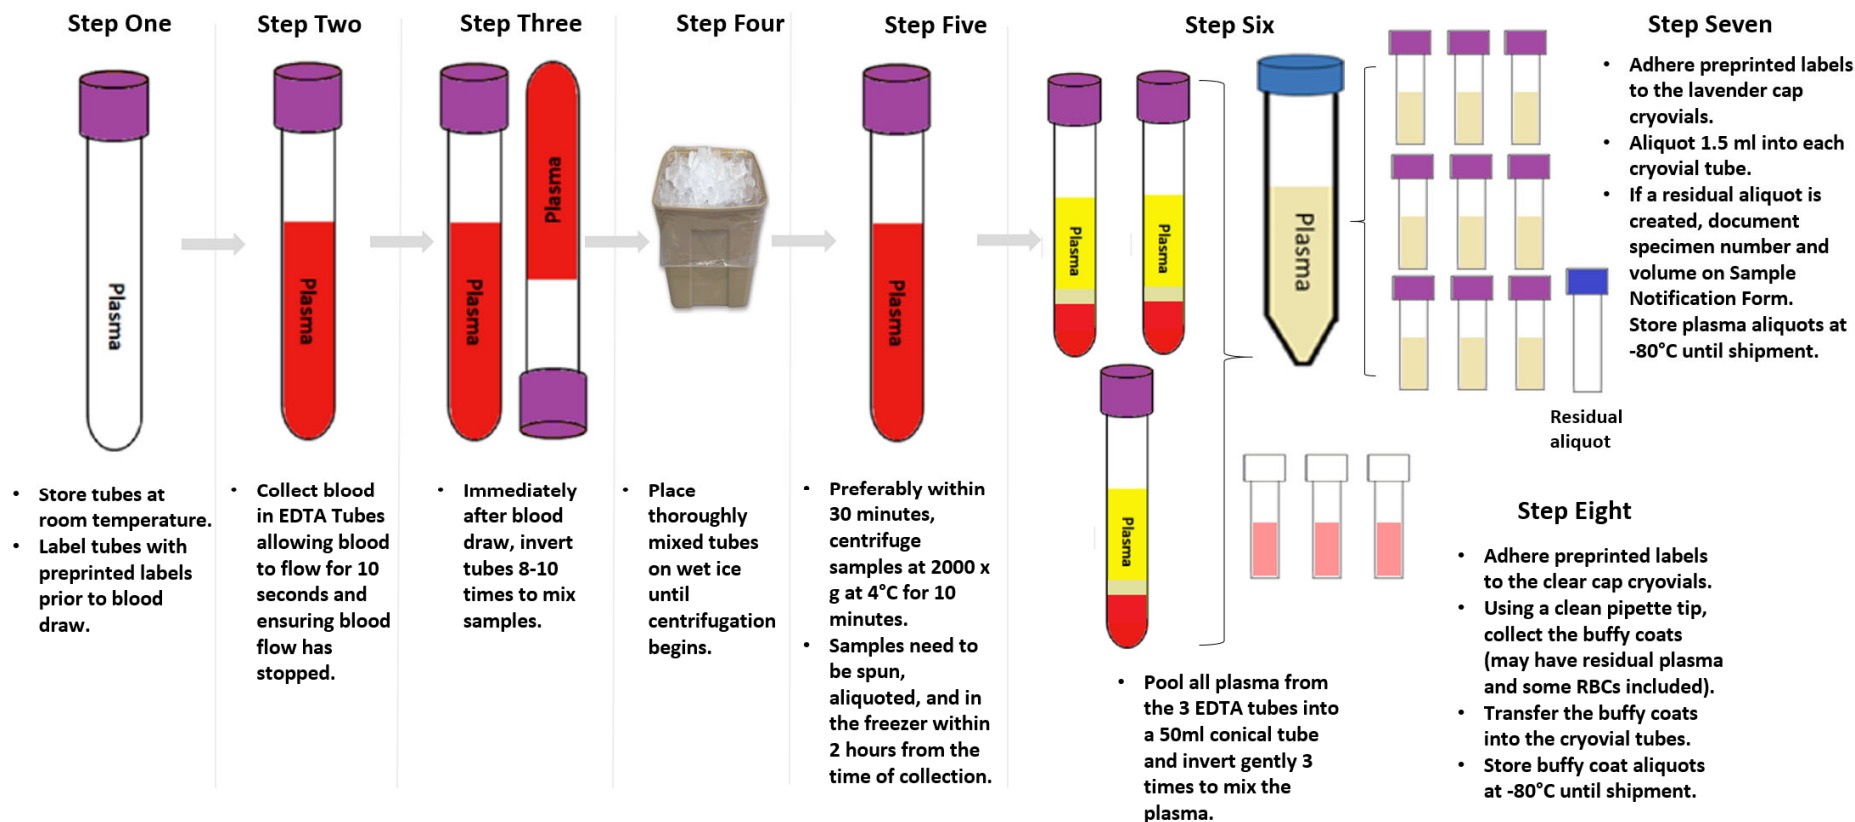 Step One
Plasma
• Store tubes at
room temperature.
• Label tubes with
preprinted labels
prior to blood
draw.
Step Two
Plasma
• Collect blood
in EDTA Tubes
allowing blood
to flow for 10
seconds and
ensuring blood
flow has
stopped.
Step Three
Plasma
Plasma
• Immediately
after blood
draw, invert
tubes 8-10
times to mix
samples.
Step Four
• Place
thoroughly
mixed tubes
on wet ice
until
centrifugation
begins.
Step Five
Plasma
• Preferably within
30 minutes,
centrifuge
samples at 2000 x
g at 4°C for 10
minutes.
• Samples need to
be spun,
aliquoted, and in
the freezer within
2 hours from the
time of collection.
Step Six
Plasma
Plasma
Plasma
Plasma
• Pool all plasma from
the 3 EDTA tubes into
a 50ml conical tube
and invert gently 3
times to mix the
plasma.
Step Seven
• Adhere preprinted labels
to the lavender cap
cryovials.
• Aliquot 1.5 ml into each
cryovial tube.
• If a residual aliquot is
created, document
specimen number and
volume on Sample
Notification Form.
Store plasma aliquots at
-80°C until shipment.
Residual
aliquot
Step Eight
• Adhere preprinted labels
to the clear cap cryovials.
• Using a clean pipette tip,
collect the buffy coats
(may have residual plasma
and some RBCs included).
• Transfer the buffy coats
into the cryovial tubes.
• Store buffy coat aliquots
at -80°C until shipment.